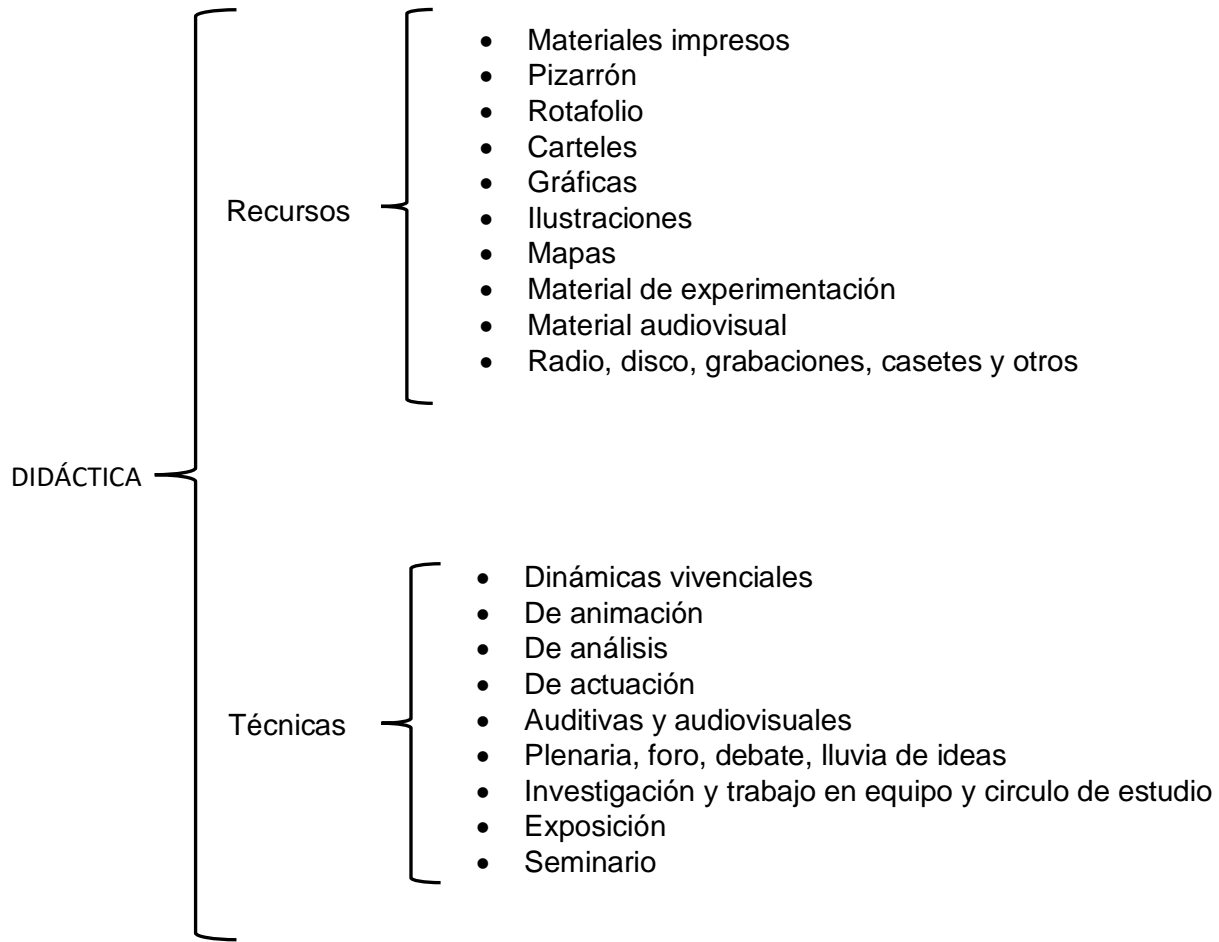 DIDÁCTICA
Recursos
• Materiales impresos
• Pizarrón
• Rotafolio
• Carteles
• Gráficas
• Ilustraciones
• Mapas
• Material de experimentación
• Material audiovisual
• Radio, disco, grabaciones, casetes y otros
Técnicas
• Dinámicas vivenciales
• De animación
• De análisis
• De actuación
• Auditivas y audiovisuales
• Plenaria, foro, debate, lluvia de ideas
• Investigación y trabajo en equipo y circulo de estudio
• Exposición
• Seminario